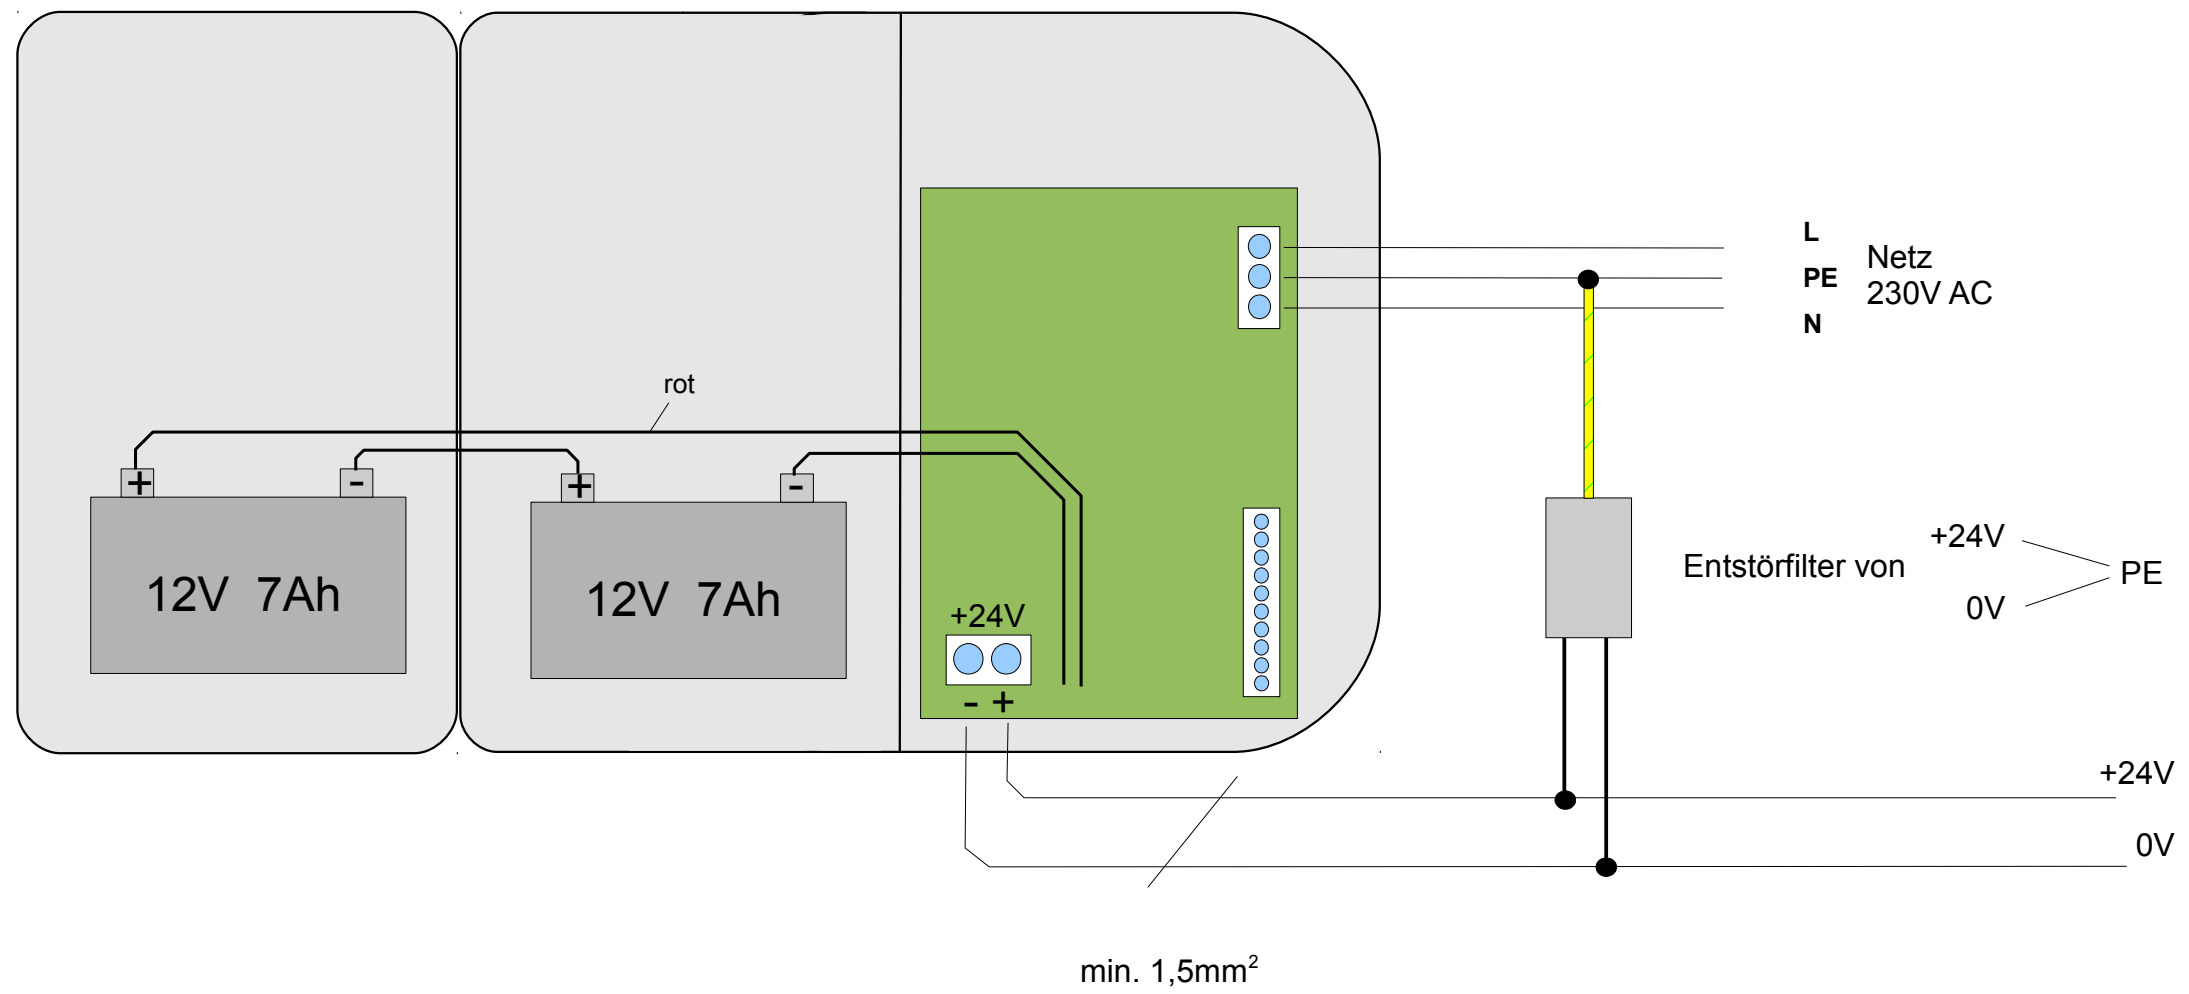 L
PE
N
Netz
230V AC
rot
+ -
+ -
12V 7Ah
12V 7Ah
+24V
- +
Entstörfilter von
+24V
0V
PE
+24V
0V
min. 1,5mm²